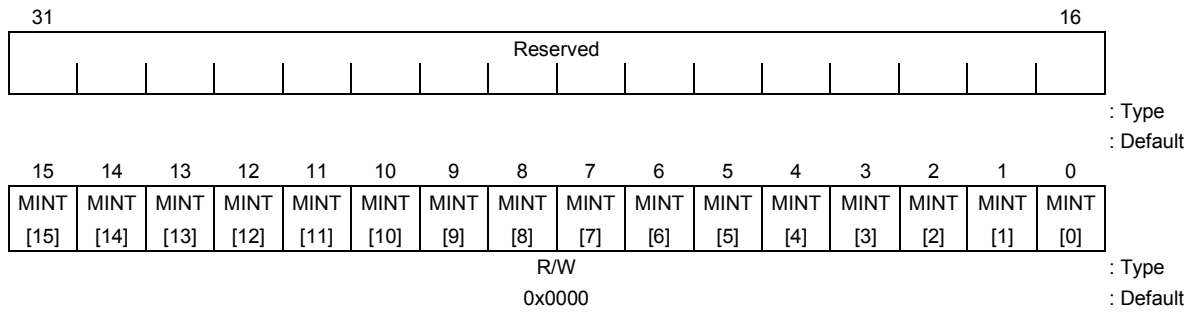 31 16
Reserved
: Type
: Default
15 14 13 12 11 10 9 8 7 6 5 4 3 2 1 0
MINT MINT MINT MINT MINT MINT MINT MINT MINT MINT MINT MINT MINT MINT MINT MINT
[15] [14] [13] [12] [11] [10] [9] [8] [7] [6] [5] [4] [3] [2] [1] [0]
R/W : Type
0x0000 : Default